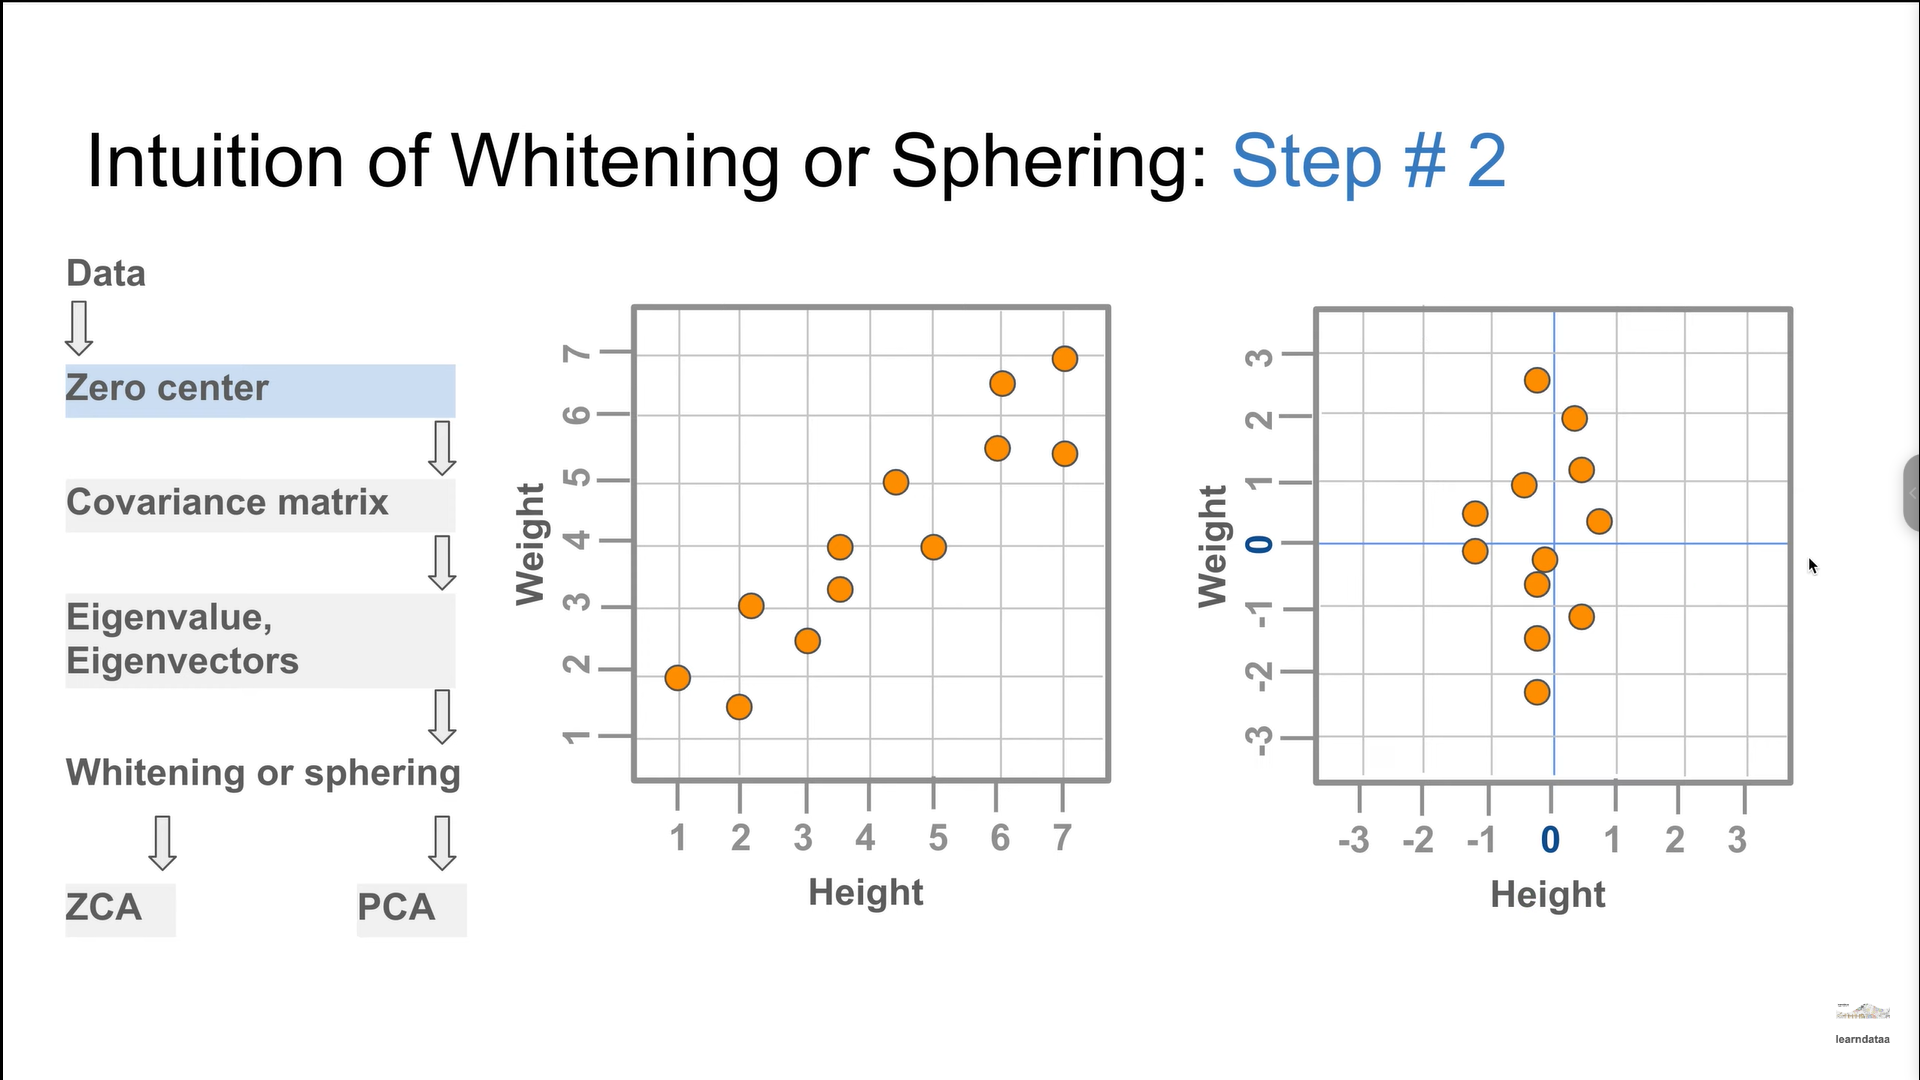 Intuition of Whitening or Sphering: Step # 2
Data
Zero center
Covariance matrix
Eigenvalue,
Eigenvectors
Whitening or sphering
ZCA
PCA
Weight
7
6
5
4
3
2
1
1 2 3 4 5 6 7
Height
Weight
3
2
1
0
-1
-2
-3
-3 -2 -1 0 1 2 3
Height
learndataa